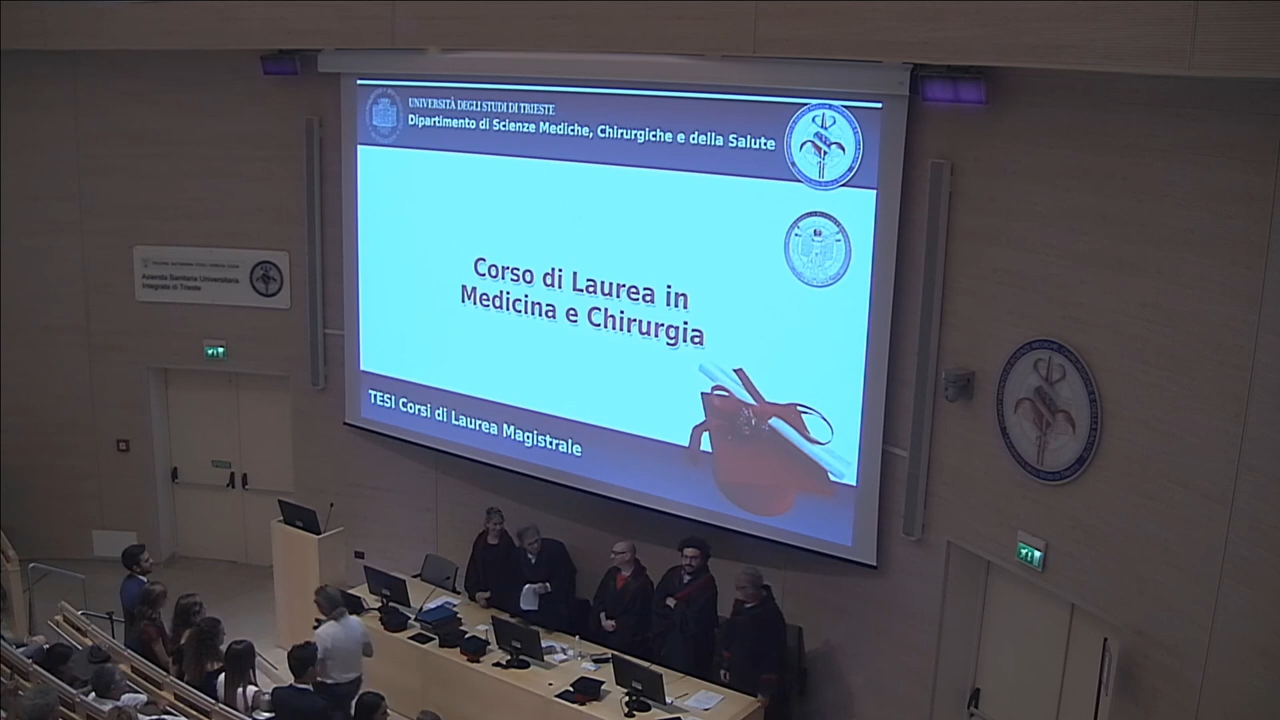 UNIVERSITÀ DEGLI STUDI DI TRIESTE
Dipartimento di Scienze Mediche, Chirurgiche e della Salute
Corso di Laurea in
Medicina e Chirurgia
TESI Corsi di Laurea Magistrale
Azienda Sanitaria Universitaria
Integrata di Trieste